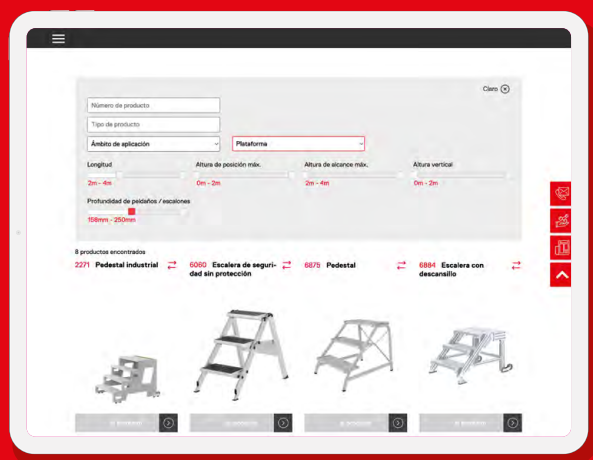 Claro
Número de producto
Tipo de producto
Ámbito de aplicación
Plataforma
Longitud
Altura de posición máx.
Altura de alcance máx.
Altura vertical
2m - 4m
0m - 2m
2m - 4m
0m - 2m
Profundidad de peldaños / escalones
158mm - 250mm
8 productos encontrados
2271 Pedestal industrial
6060 Escalera de seguri-
dad sin protección
6875 Pedestal
6884 Escalera con
descansillo